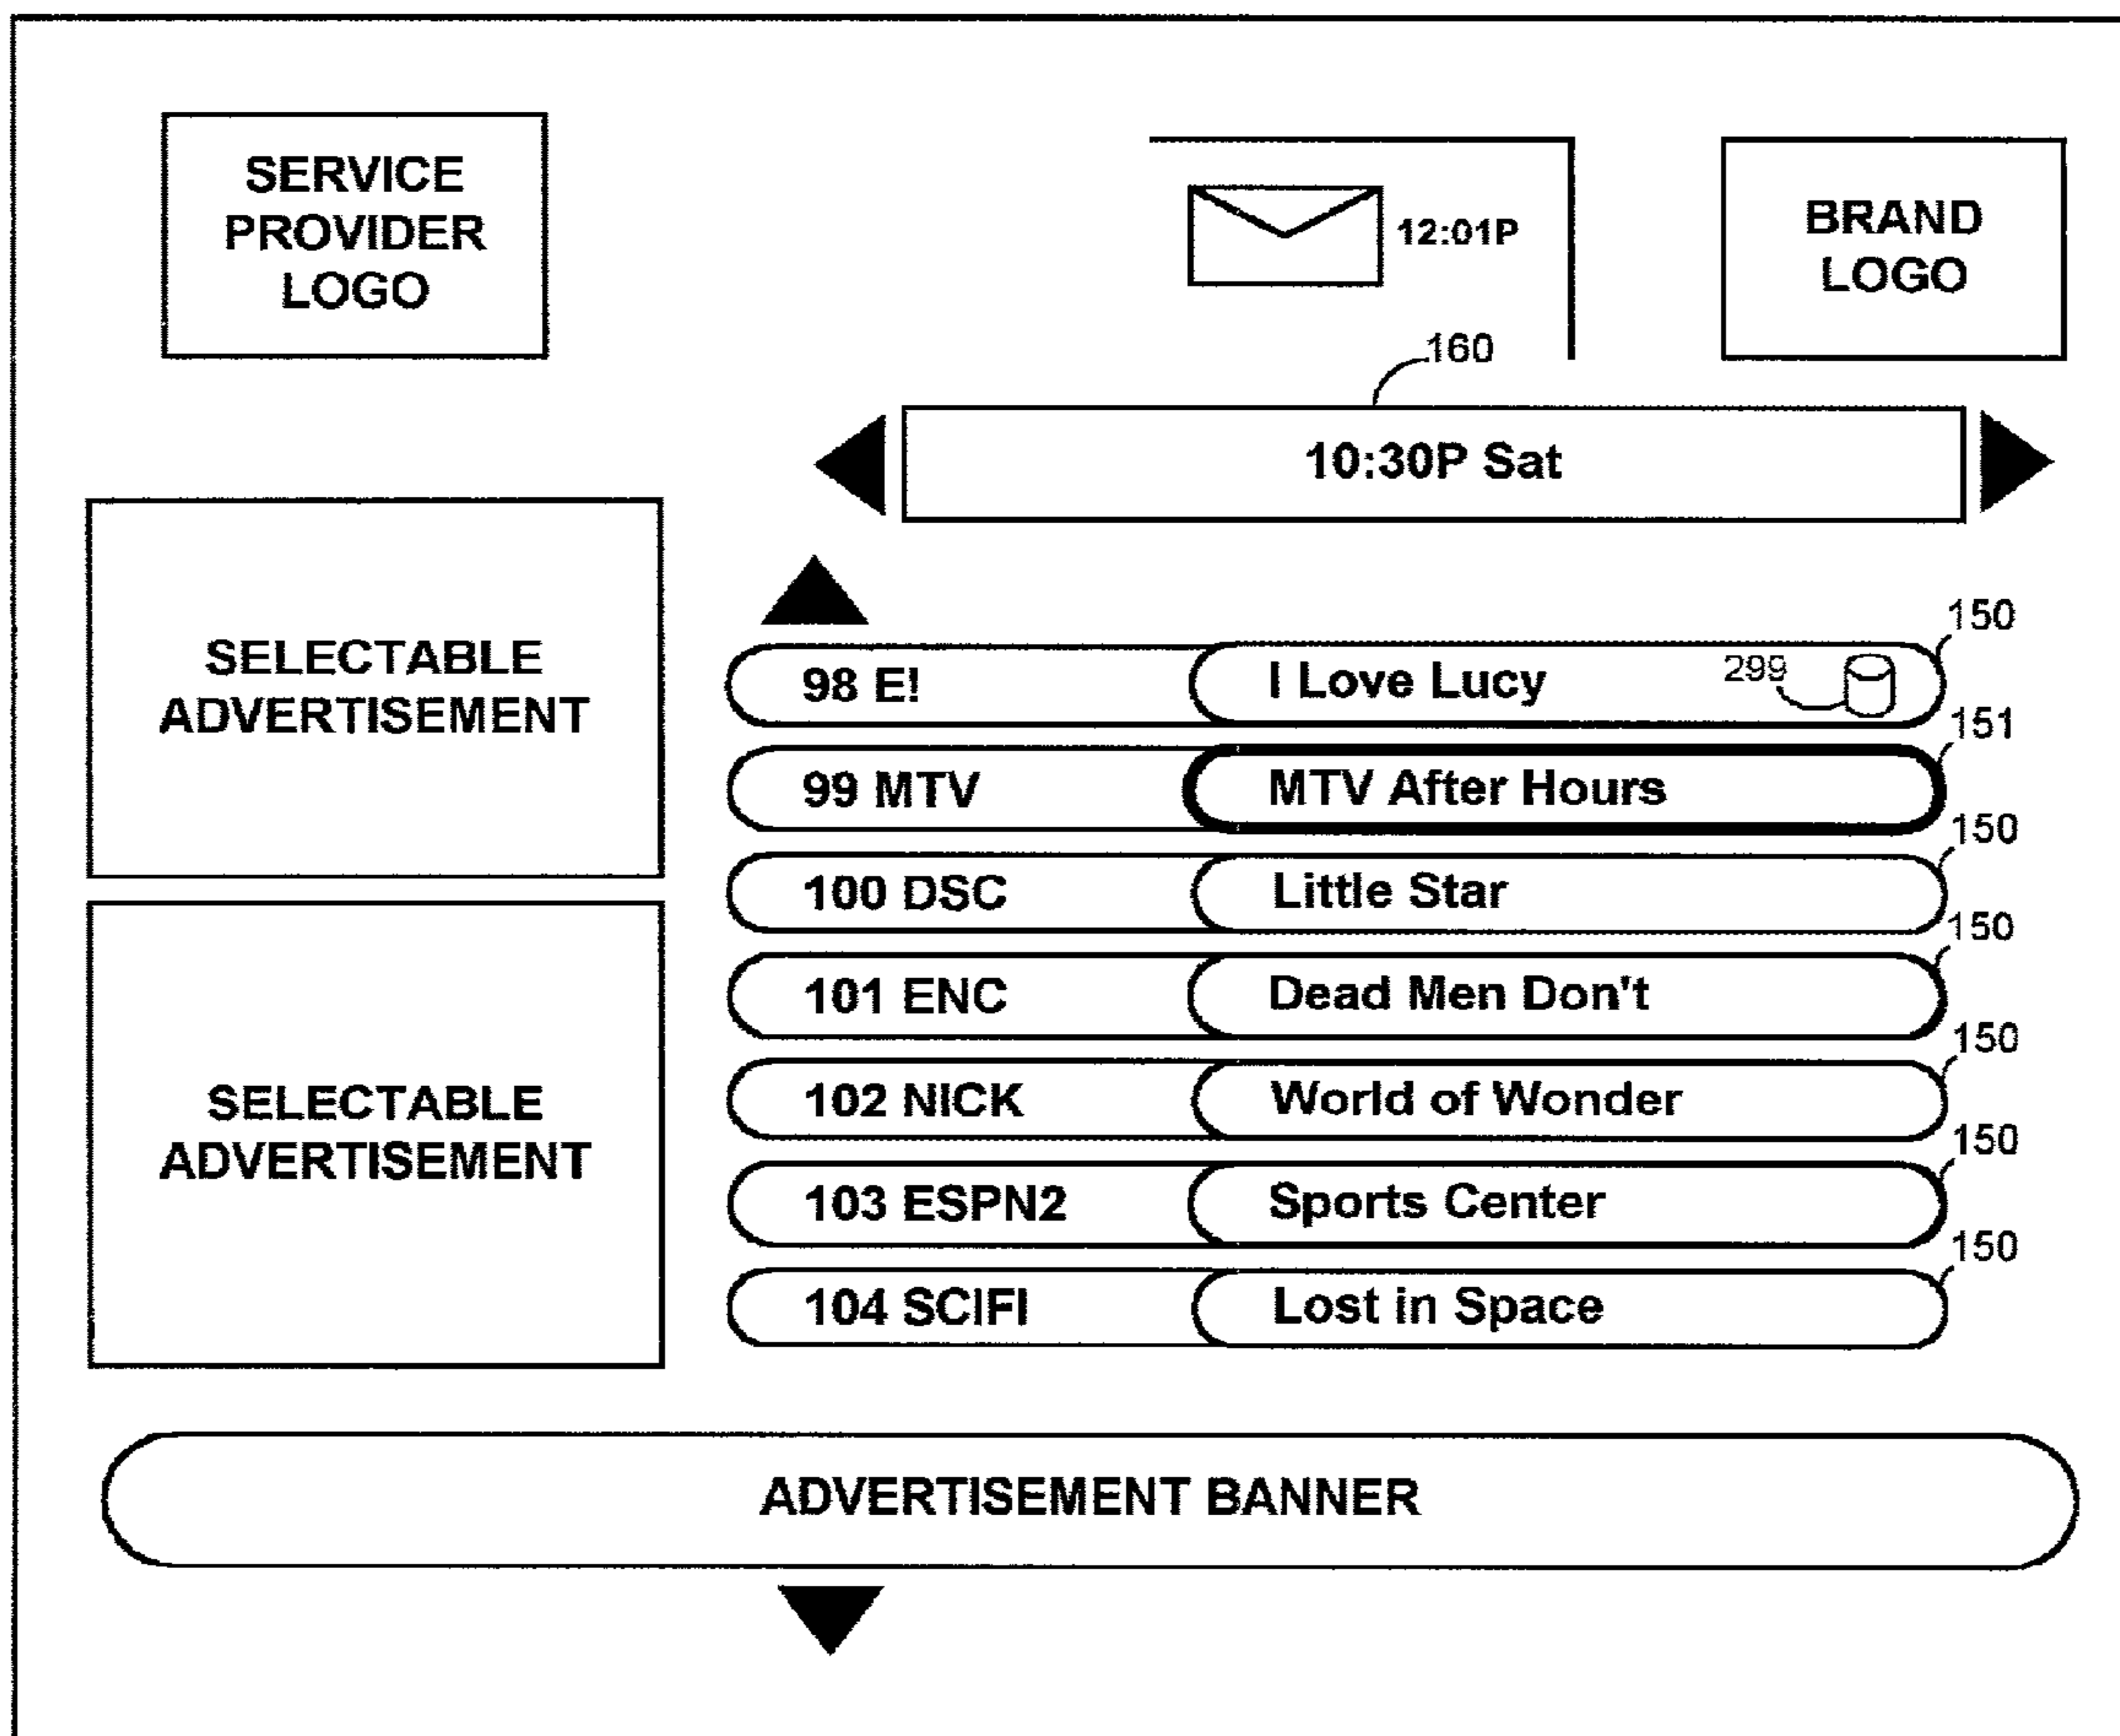 SERVICE
PROVIDER
LOGO
12:01P
BRAND
LOGO
160
10:30P Sat
SELECTABLE
ADVERTISEMENT
150
98 E! I Love Lucy 299
151
99 MTV MTV After Hours
150
100 DSC Little Star
150
101 ENC Dead Men Don't
150
102 NICK World of Wonder
150
103 ESPN2 Sports Center
150
104 SCIFI Lost in Space
SELECTABLE
ADVERTISEMENT
ADVERTISEMENT BANNER